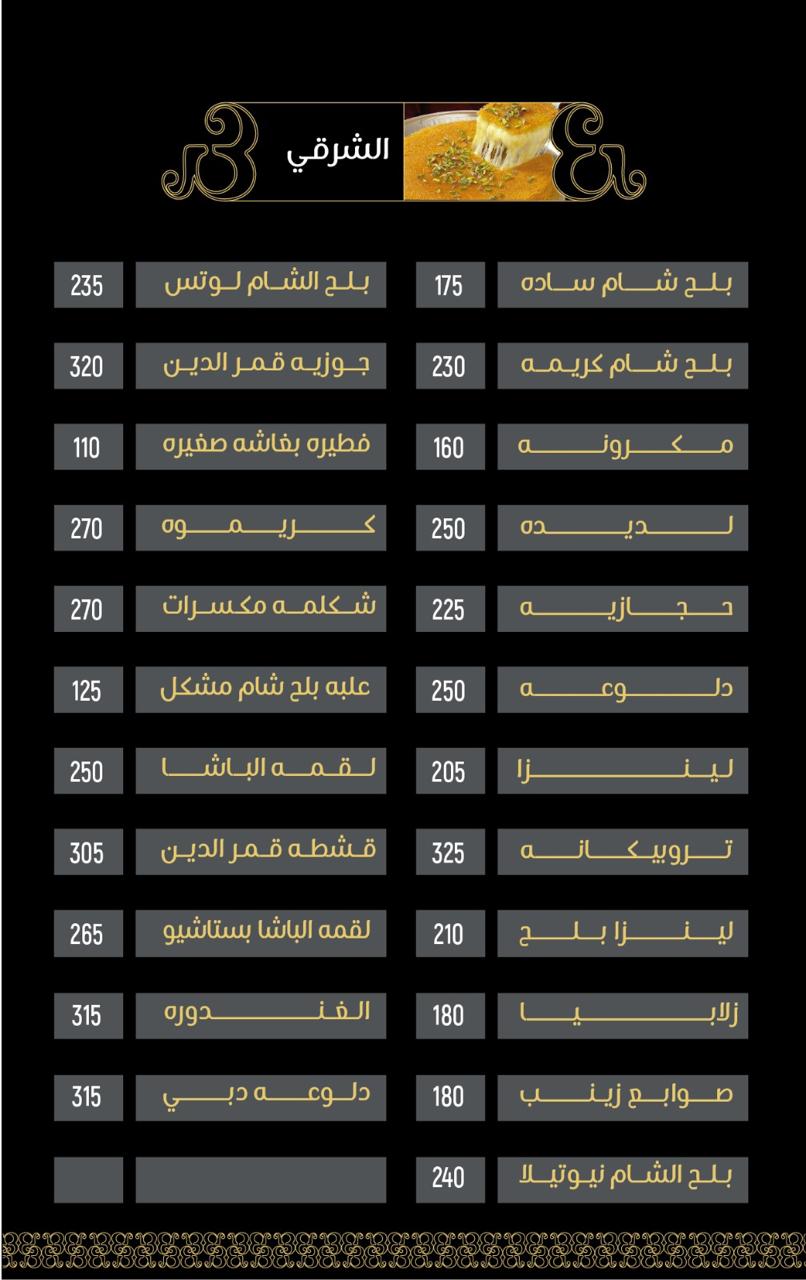 الشرقي
بلح شام ساده 175
بلح شام كريمه 230
مكرونه 160
لديده 250
حجازيه 225
دلوعه 250
لينزا 205
تروبيكانه 325
لينزا بلح 210
زلابيا 180
صوابع زينب 180
بلح الشام نيوتيلا 240
بلح الشام لوتس 235
جوزيه قمر الدين 320
فطيره بغاشه صغيره 110
كريموه 270
شكلمه مكسرات 270
علبه بلح شام مشكل 125
لقمه الباشا 250
قشطه قمر الدين 305
لقمه الباشا بستاشيو 265
الغندوره 315
دلوعه دبي 315